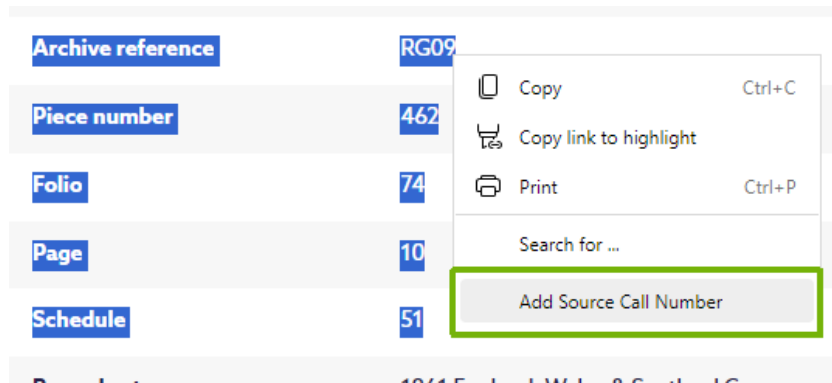 Archive reference RG09
Copy Ctrl+C
Piece number 462
Copy link to highlight
Folio 74
Print Ctrl+P
Page 10
Search for ...
Add Source Call Number
Schedule 51